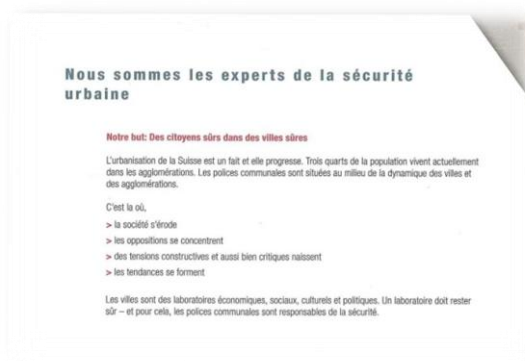 Nous sommes les experts de la sécurité
urbaine
Notre but: Des citoyens sûrs dans des villes sûres
L'urbanisation de la Suisse est un fait et elle progresse. Trois quarts de la population vivent actuellement
dans les agglomérations. Les polices communales sont situées au milieu de la dynamique des villes et
des agglomérations.
C'est la où,
> la société s'érode
> les oppositions se concentrent
> des tensions constructives et aussi bien critiques naissent
> les tendances se forment
Les villes sont des laboratoires économiques, sociaux, culturels et politiques. Un laboratoire doit rester
sûr – et pour cela, les polices communales sont responsables de la sécurité.